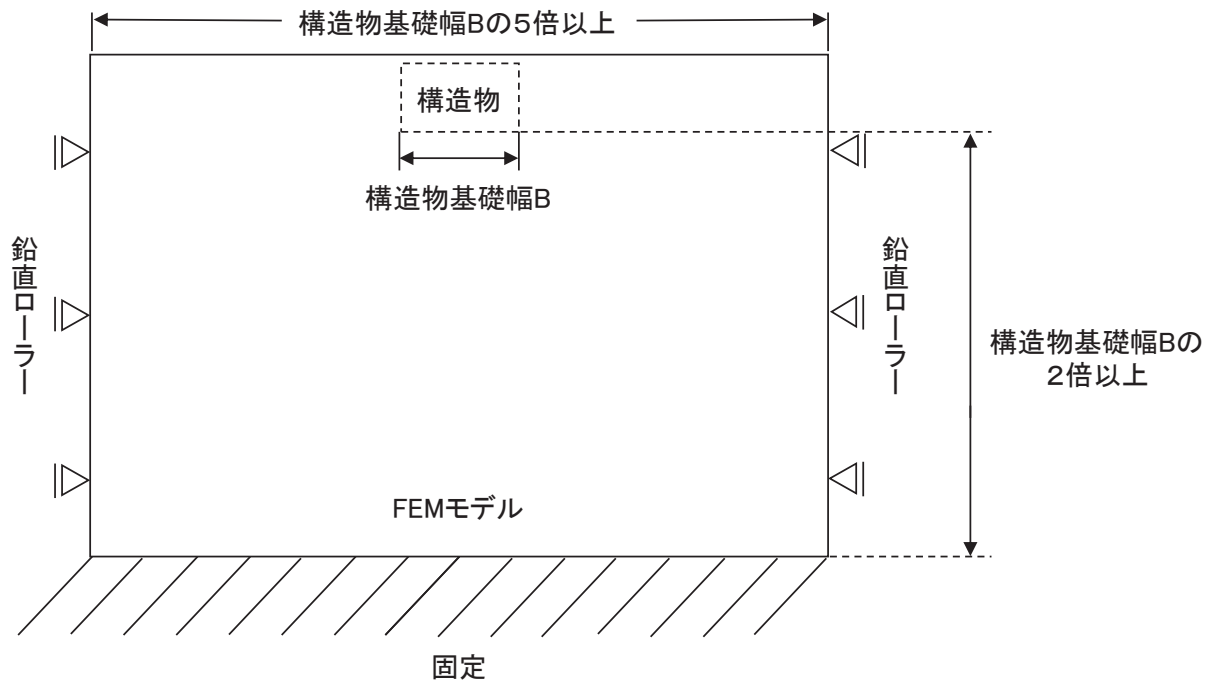 構造物基礎幅Bの5倍以上
構造物
構造物基礎幅B
鉛直ローラー
鉛直ローラー
構造物基礎幅Bの
2倍以上
FEMモデル
固定